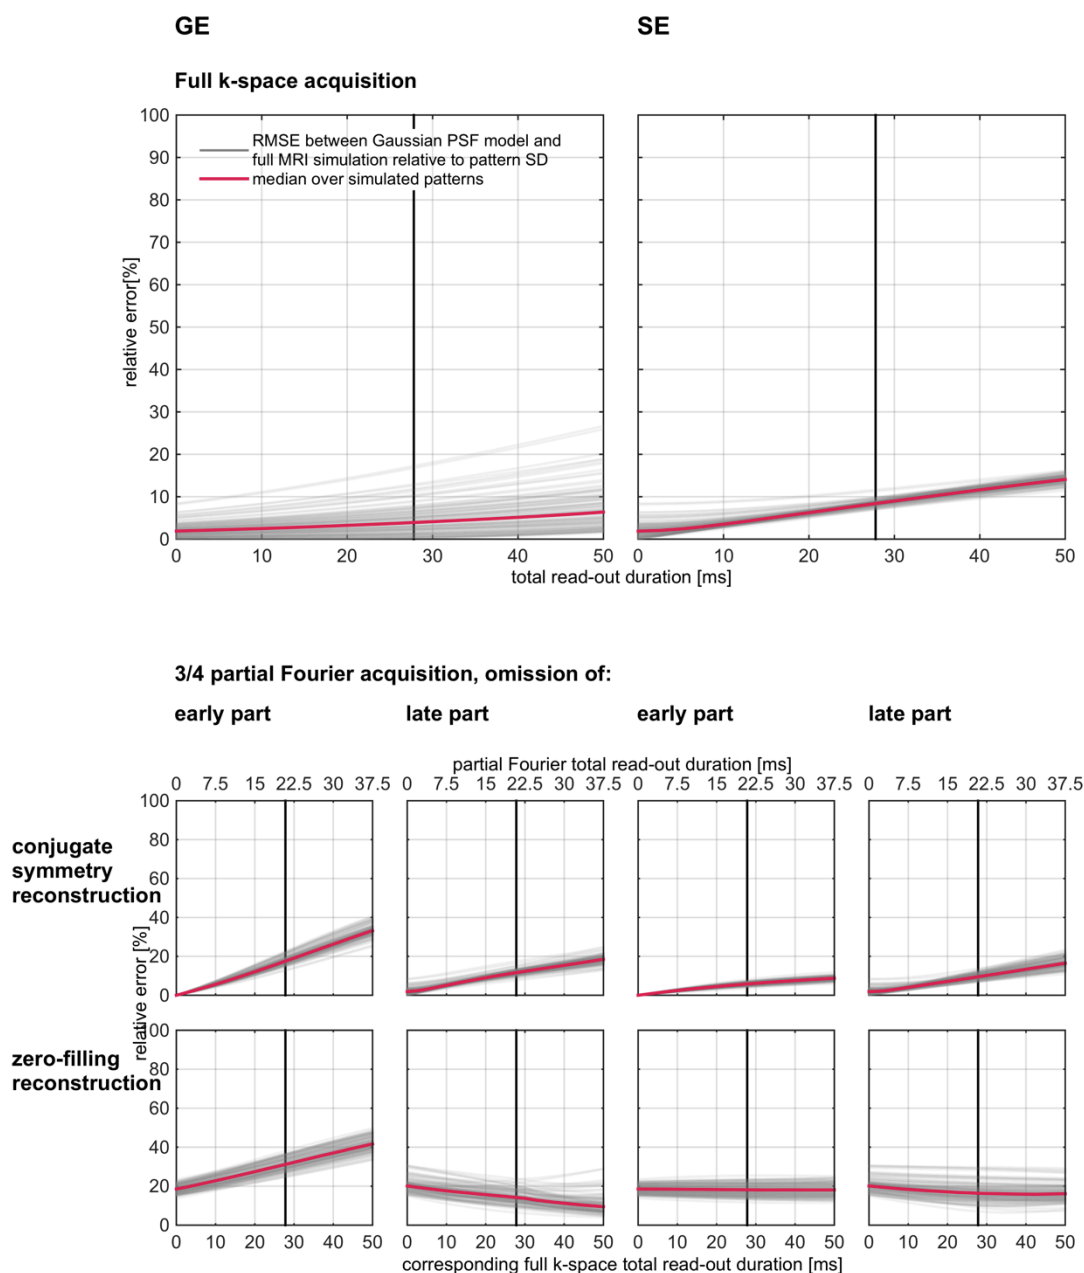 GE
SE
Full k-space acquisition
100
90
80
70
60
50
40
30
20
10
0
relative error[%]
RMSE between Gaussian PSF model and
full MRI simulation relative to pattern SD
median over simulated patterns
0 10 20 30 40 50
0 10 20 30 40 50
total read-out duration [ms]
3/4 partial Fourier acquisition, omission of:
early part
late part
early part
late part
partial Fourier total read-out duration [ms]
0 7.5 15 22.5 30 37.5
0 7.5 15 22.5 30 37.5
0 7.5 15 22.5 30 37.5
0 7.5 15 22.5 30 37.5
conjugate
symmetry
reconstruction
100
80
60
40
20
0
relative error [%]
zero-filling
reconstruction
100
80
60
40
20
0
0 10 20 30 40 50
0 10 20 30 40 50
0 10 20 30 40 50
0 10 20 30 40 50
corresponding full k-space total read-out duration [ms]